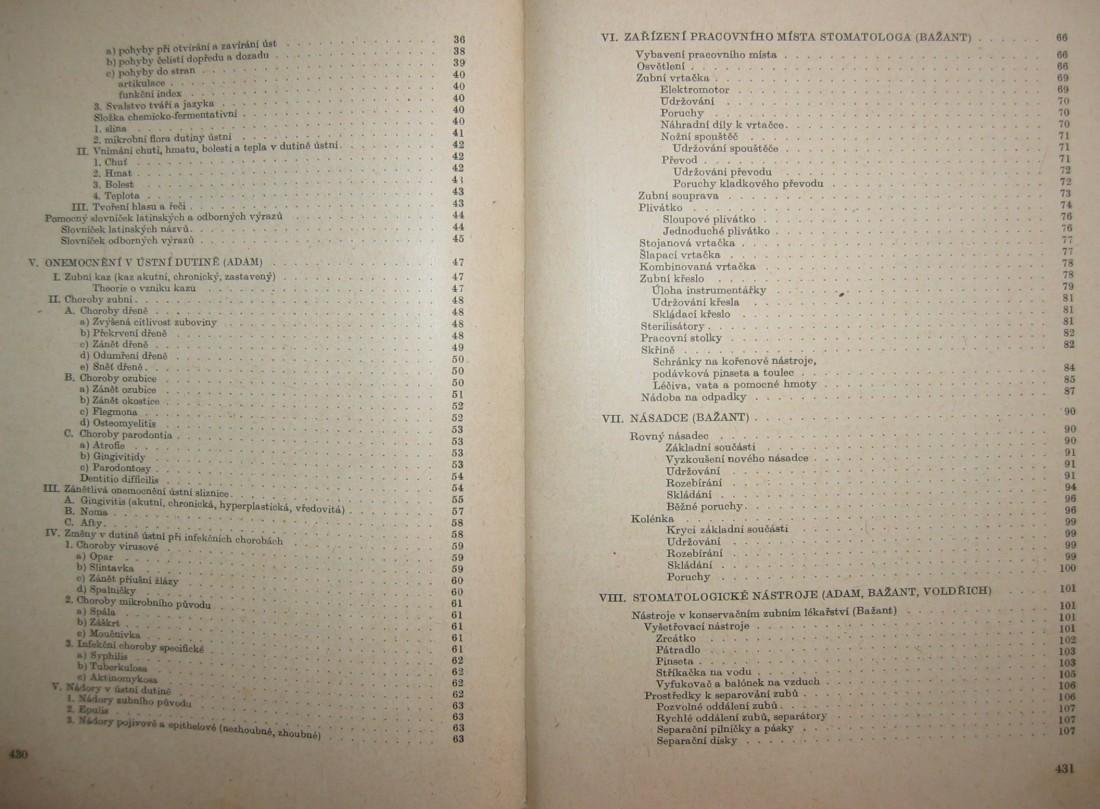 a) pohyby při otvírání a zavírání úst 36
b) pohyby čelistí dopředu a dozadu 38
c) pohyby do stran 39
artikulace 40
funkční index 40
3. Svalstvo tváří a jazyka 40
Složka chemicko-fermentativní 40
1. slina 40
2. mikrobní flora dutiny ústní 41
II. Vnímání chuti, hmatu, bolesti a tepla v dutině ústní 42
1. Chuť 42
2. Hmat 42
3. Bolest
4. Teplota 43
III. Tvoření hlasu a řeči 43
Pomocný slovníček latinských a odborných výrazů 44
Slovníček latinských názvů 44
Slovníček odborných výrazů 45
V. ONEMOCNĚNÍ V ÚSTNÍ DUTINĚ (ADAM) 47
I. Zubní kaz (kaz akutní, chronický, zastavený) 47
Theorie o vzniku kazu 47
II. Choroby zubní 48
A. Choroby dřeně 48
a) Zvýšená citlivost zuboviny 48
b) Překrvení dřeně 48
c) Zánět dřeně 49
d) Odumření dřeně 50
e) Sněť dřeně 50
B. Choroby ozubice 50
a) Zánět ozubice 51
b) Zánět okostice 52
c) Flegmona 52
d) Osteomyelitis 53
C. Choroby parodontia 53
a) Atrofie 53
b) Gingivitidy 53
c) Parodontosy 54
Dentitio difficilis 54
III. Zánětlivá onemocnění ústní sliznice 55
A. Gingivitis (akutní, chronická, hyperplastická, vředovitá)
B. Noma 57
C. Afty 58
IV. Změny v dutině ústní při infekčních chorobách 58
1. Choroby virusové 59
a) Opar 59
b) Slintavka 59
c) Zánět příušní žlázy 60
d) Spalničky 60
2. Choroby mikrobního původu 61
a) Spála 61
b) Záškrt 61
c) Moučnivka 61
3. Infekční choroby specifické 61
a) Syphilis 62
b) Tuberkulosa 62
c) Aktinomykosa 62
V. Nádory v ústní dutině 62
1. Nádory zubního původu 63
2. Epulis 63
3. Nádory pojivové a epithelové (nezhoubné, zhoubné) 63
430
VI. ZAŘÍZENÍ PRACOVNÍHO MÍSTA STOMATOLOGA (BAŽANT) 66
Vybavení pracovního místa 66
Osvětlení 66
Zubní vrtačka 69
Elektromotor 69
Udržování 70
Poruchy 70
Náhradní díly k vrtačce 70
Nožní spouštěč 71
Udržování spouštěče 71
Převod 71
Udržování převodu 72
Poruchy kladkového převodu 72
Zubní souprava 73
Plivátko 74
Sloupové plivátko 76
Jednoduché plivátko 76
Stojanová vrtačka 77
Šlapací vrtačka 77
Kombinovaná vrtačka 78
Zubní křeslo 78
Úloha instrumentářky 79
Udržování křesla 81
Skládací křeslo 81
Sterilisátory 81
Pracovní stolky 82
Skříně 82
Schránky na kořenové nástroje,
podávková pinseta a toulec 84
Léčiva, vata a pomocné hmoty 85
Nádoba na odpadky 87
VII. NÁSADCE (BAŽANT) 90
Rovný násadec 90
Základní součásti 90
Vyzkoušení nového násadce 91
Udržování 91
Rozebírání 91
Skládání 94
Běžné poruchy 96
Kolénka 96
Krycí základní součásti 99
Udržování 99
Rozebírání 99
Skládání 99
Poruchy 100
VIII. STOMATOLOGICKÉ NÁSTROJE (ADAM, BAŽANT, VOLDŘICH) 101
Nástroje v konservačním zubním lékařství (Bažant) 101
Vyšetřovací nástroje 101
Zrcátko 101
Pátradlo 102
Pinseta 103
Stříkačka na vodu 103
Vyfukovač a balónek na vzduch 105
Prostředky k separování zubů 106
Pozvolné oddálení zubů 106
Rychlé oddálení zubů, separátory 107
Separační pilníčky a pásky 107
Separační disky 107
431